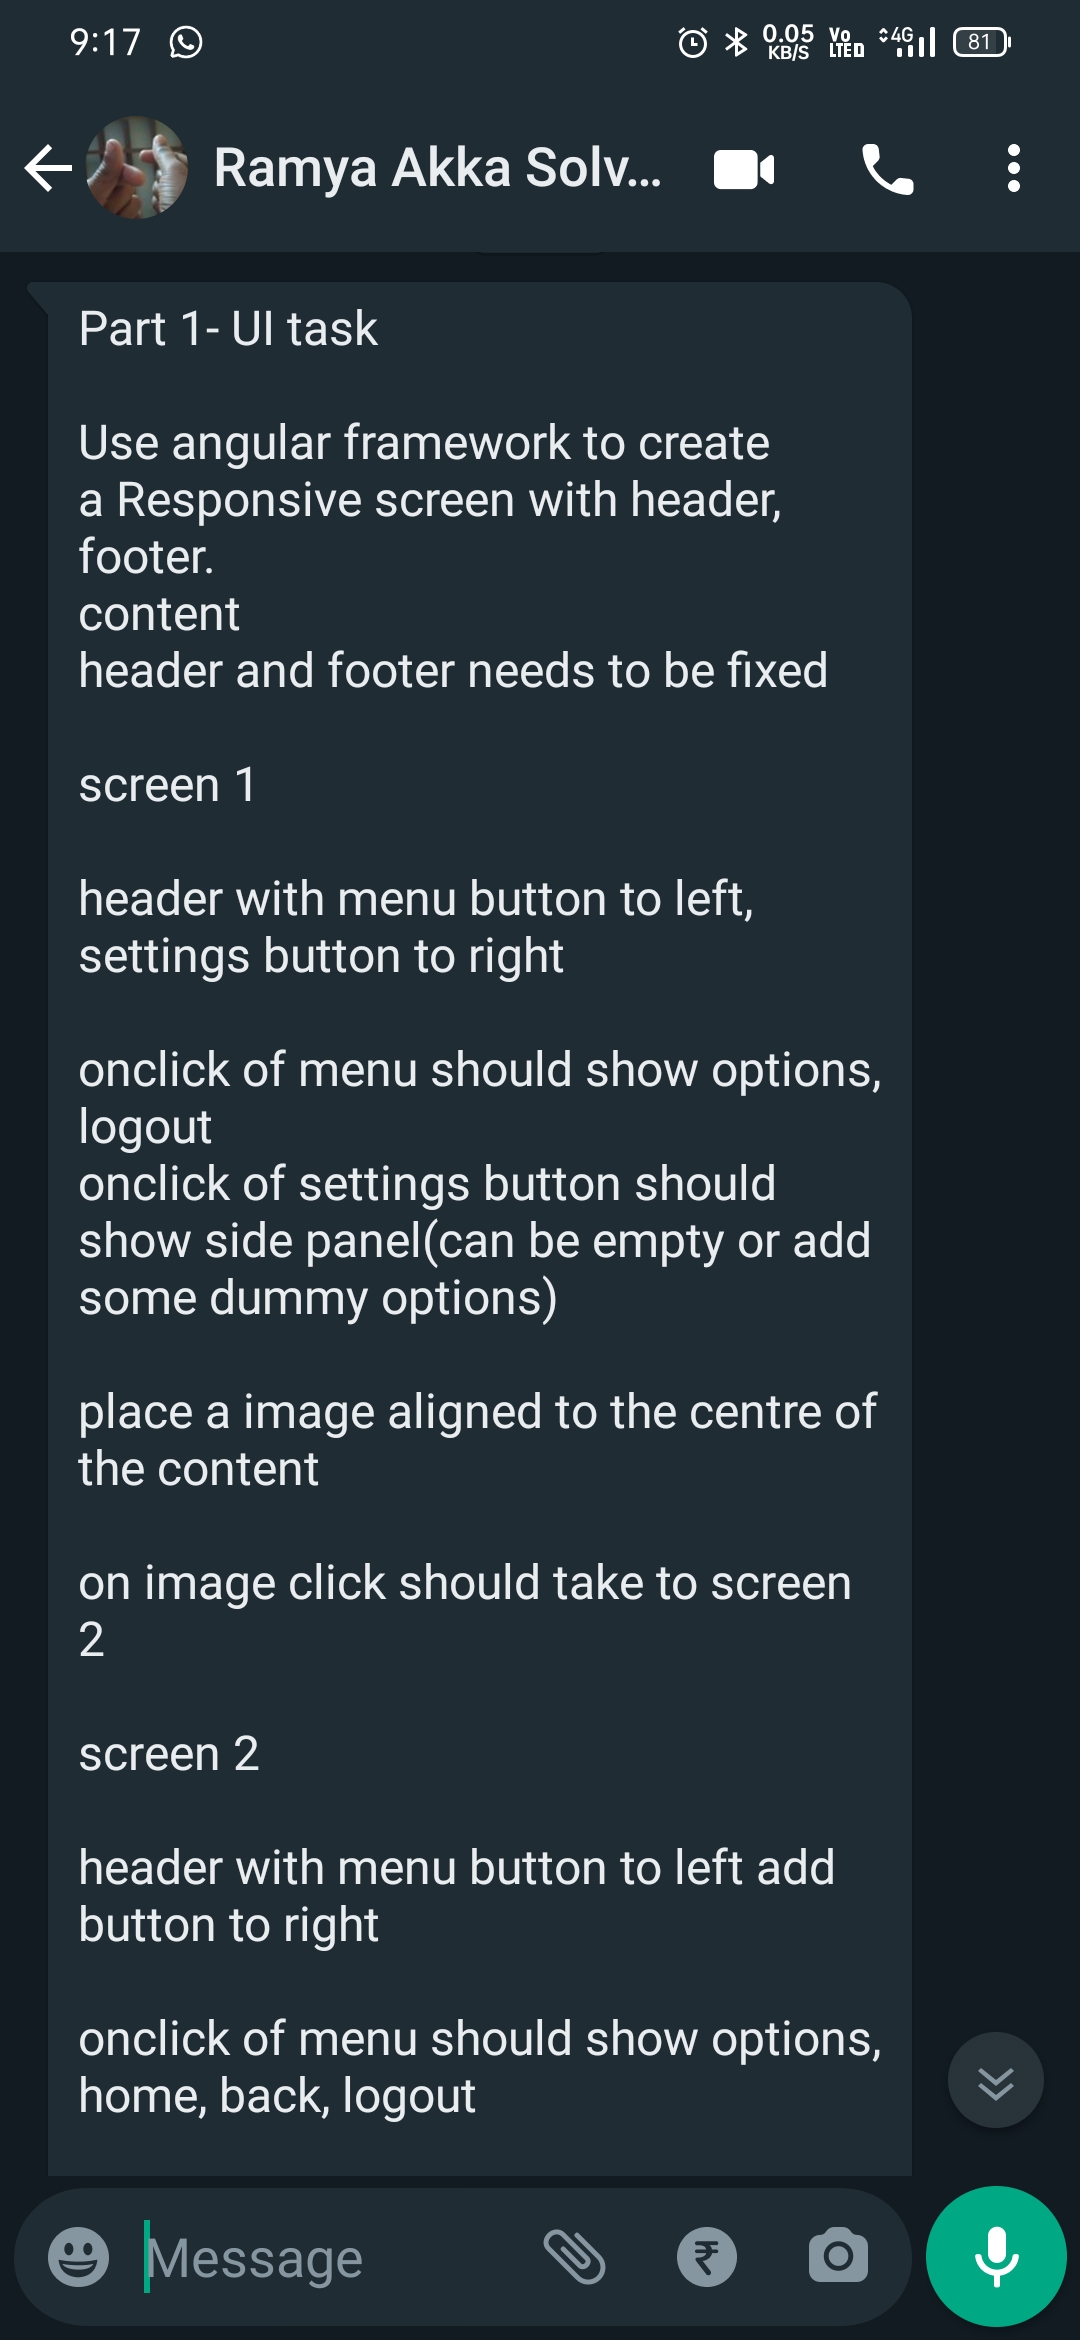 9:17
0.05
KB/S
Vo
LTE
4G
81
Ramya Akka Solv...
Part 1- UI task
Use angular framework to create
a Responsive screen with header,
footer.
content
header and footer needs to be fixed
screen 1
header with menu button to left,
settings button to right
onclick of menu should show options,
logout
onclick of settings button should
show side panel(can be empty or add
some dummy options)
place a image aligned to the centre of
the content
on image click should take to screen
2
screen 2
header with menu button to left add
button to right
onclick of menu should show options,
home, back, logout
Message
₹